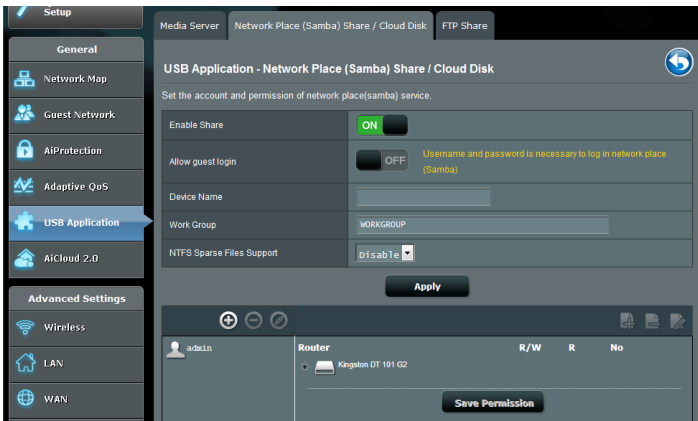 Setup
Media Server
Network Place (Samba) Share / Cloud Disk
FTP Share
General
Network Map
Guest Network
AiProtection
Adaptive QoS
USB Application
AiCloud 2.0
Advanced Settings
Wireless
LAN
WAN
USB Application - Network Place (Samba) Share / Cloud Disk
Set the account and permission of network place(samba) service.
Enable Share
ON
Allow guest login
OFF
Username and password is necessary to log in network place
(Samba)
Device Name
Work Group
WORKGROUP
NTFS Sparse Files Support
Disable
Apply
admin
Router
R/W
R
No
Kingston DT 101 G2
Save Permission